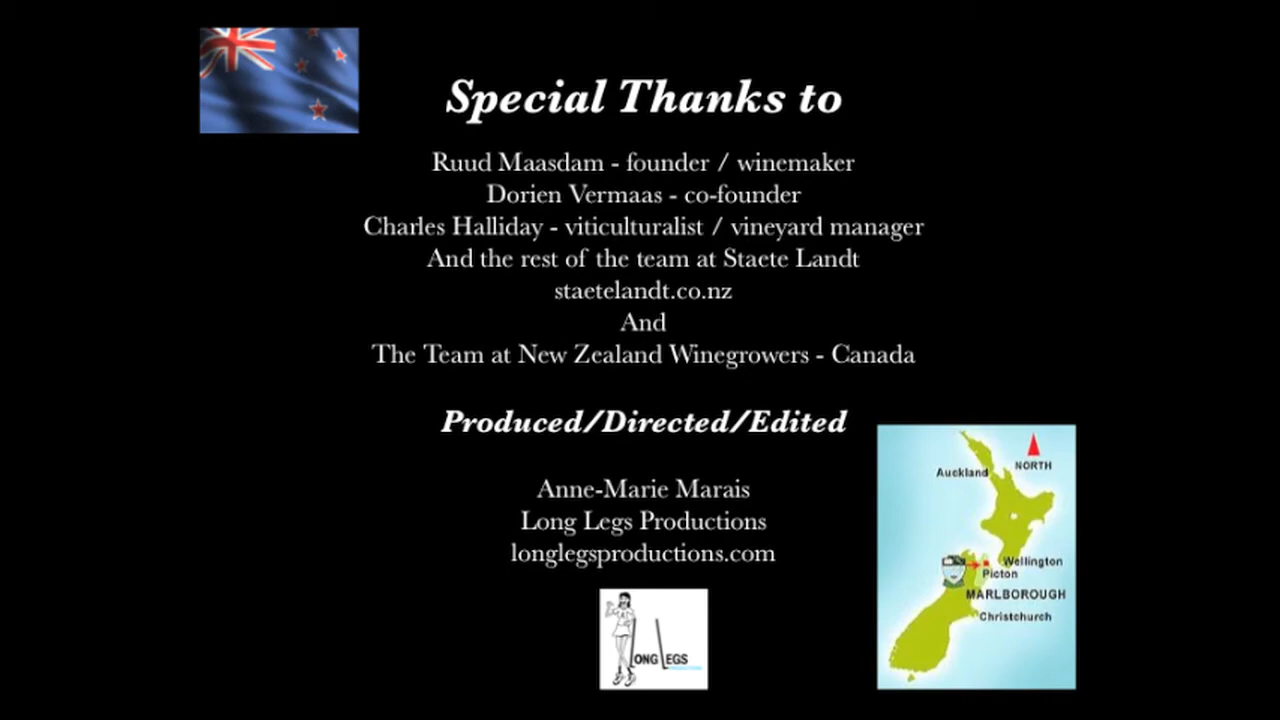 Special Thanks to
Ruud Maasdam - founder / winemaker
Dorien Vermaas - co-founder
Charles Halliday - viticulturalist / vineyard manager
And the rest of the team at Staete Landt
staetelandt.co.nz
And
The Team at New Zealand Winegrowers - Canada
Produced/Directed/Edited
Anne-Marie Marais
Long Legs Productions
longlegsproductions.com
LONG LEGS
NORTH
Auckland
Wellington
Picton
MARLBOROUGH
Christchurch